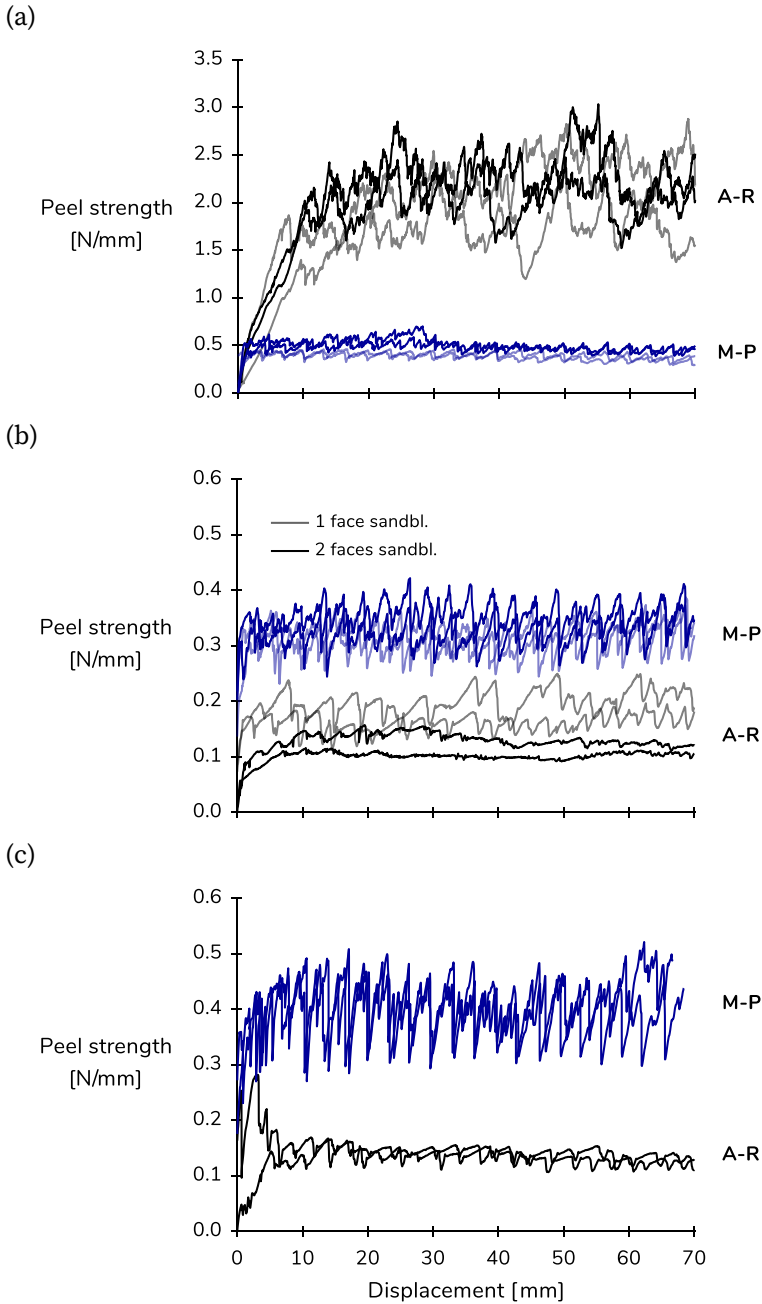 (a)
3.5
3.0
2.5
2.0
1.5
1.0
0.5
0.0
Peel strength
[N/mm]
A-R
M-P
(b)
0.6
0.5
0.4
0.3
0.2
0.1
0.0
1 face sandbl.
2 faces sandbl.
Peel strength
[N/mm]
M-P
A-R
(c)
0.6
0.5
0.4
0.3
0.2
0.1
0.0
Peel strength
[N/mm]
M-P
A-R
0 10 20 30 40 50 60 70
Displacement [mm]